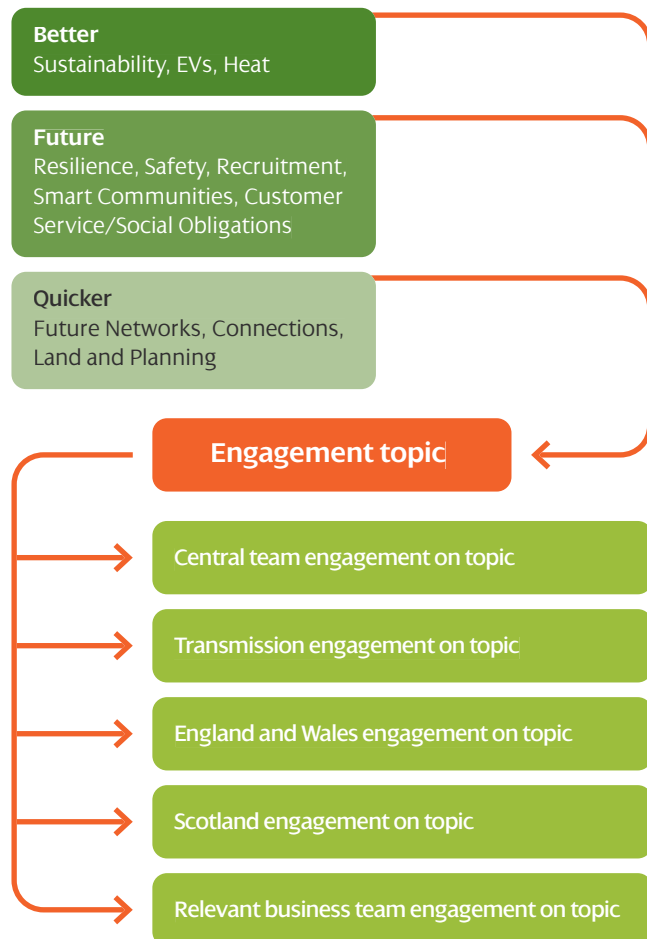 Better
Sustainability, EVs, Heat
Future
Resilience, Safety, Recruitment,
Smart Communities, Customer
Service/Social Obligations
Quicker
Future Networks, Connections,
Land and Planning
Engagement topic
Central team engagement on topic
Transmission engagement on topic
England and Wales engagement on topic
Scotland engagement on topic
Relevant business team engagement on topic